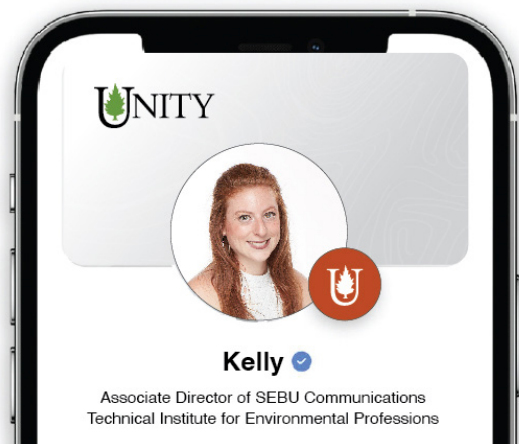 UNITY
U
Kelly
Associate Director of SEBU Communications
Technical Institute for Environmental Professions